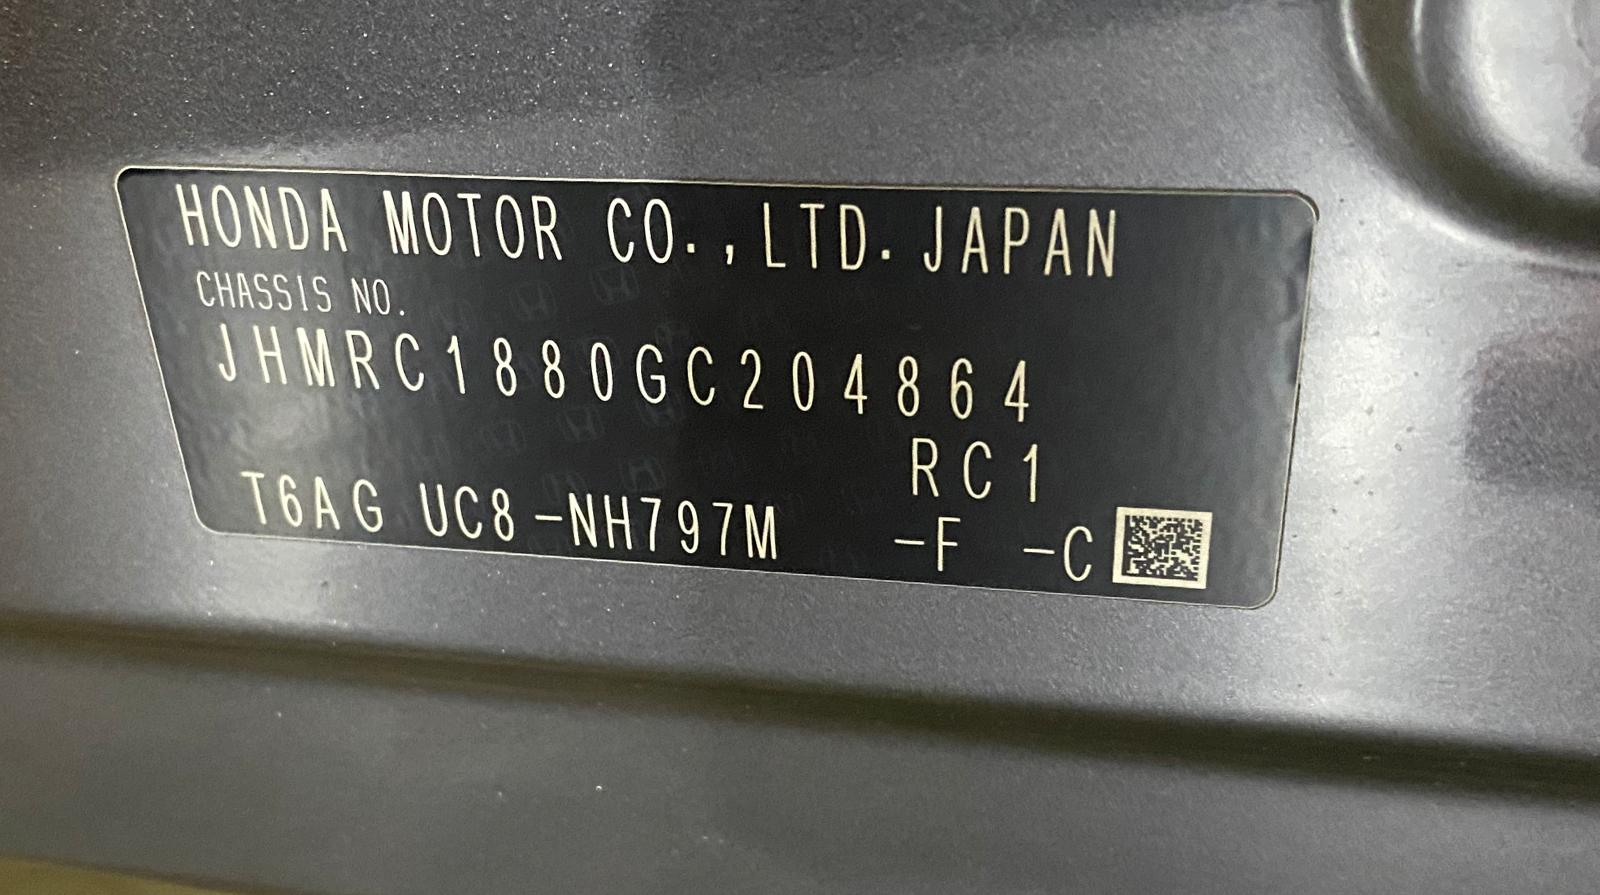 HONDA MOTOR CO.,LTD. JAPAN
CHASSIS NO.
JHMRC1880GC204864
RC1
T6AG UC8 -NH797M -F -C